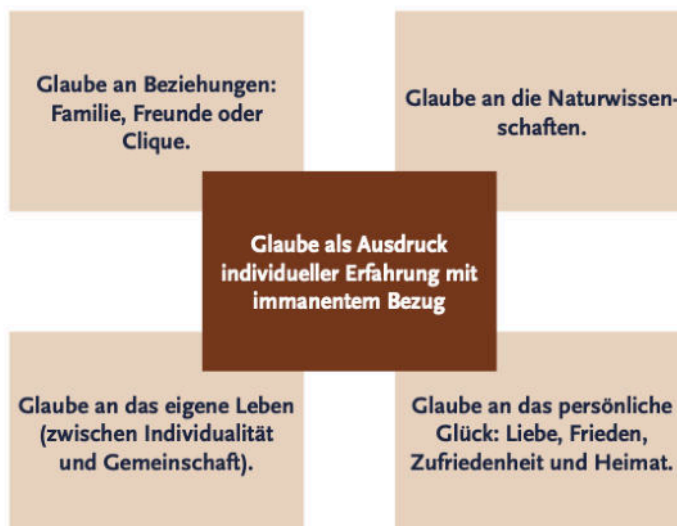 Glaube an Beziehungen:
Familie, Freunde oder
Clique.
Glaube an die Naturwissen-
schaften.
Glaube als Ausdruck
individueller Erfahrung mit
immanentem Bezug
Glaube an das eigene Leben
(zwischen Individualität
und Gemeinschaft).
Glaube an das persönliche
Glück: Liebe, Frieden,
Zufriedenheit und Heimat.